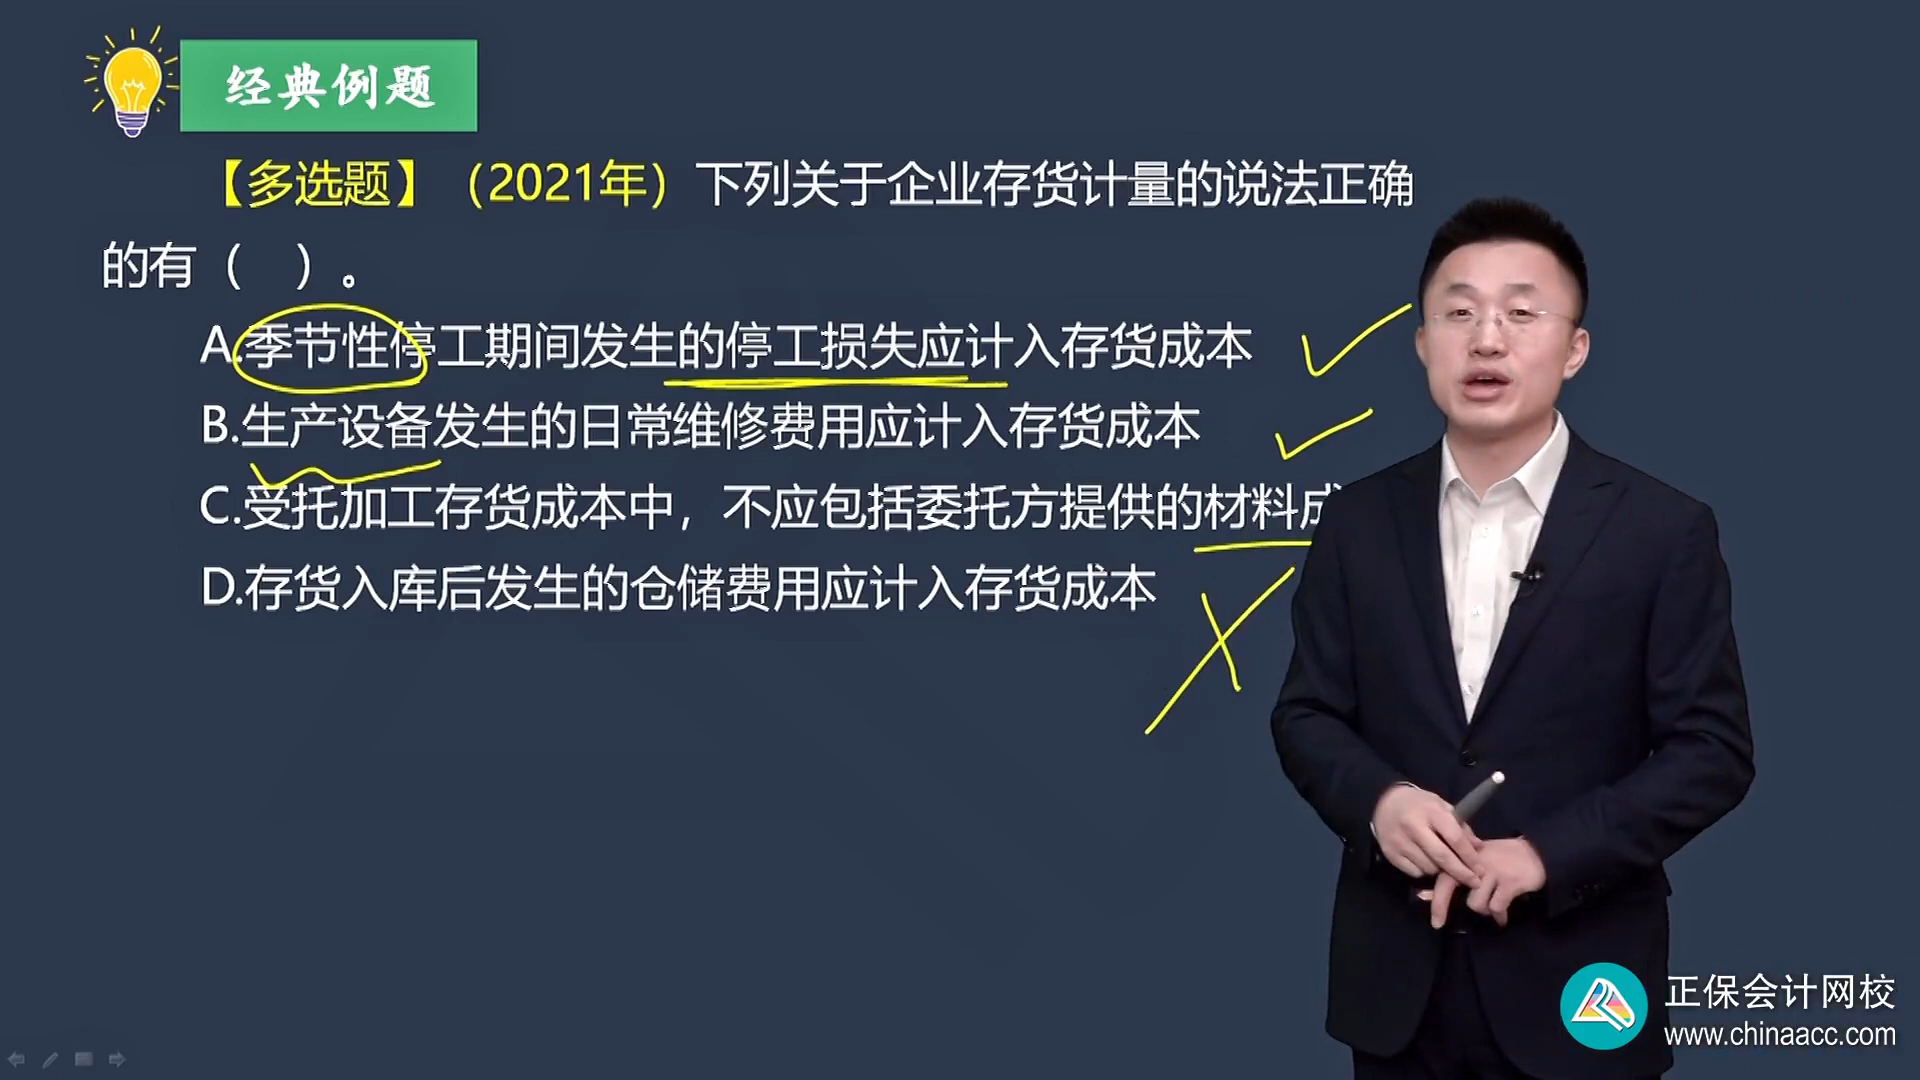 经典例题
【多选题】（2021年）下列关于企业存货计量的说法正确
的有（ ）。
A.季节性停工期间发生的停工损失应计入存货成本
B.生产设备发生的日常维修费用应计入存货成本
C.受托加工存货成本中，不应包括委托方提供的材料成
D.存货入库后发生的仓储费用应计入存货成本
正保会计网校
www.chinaacc.com